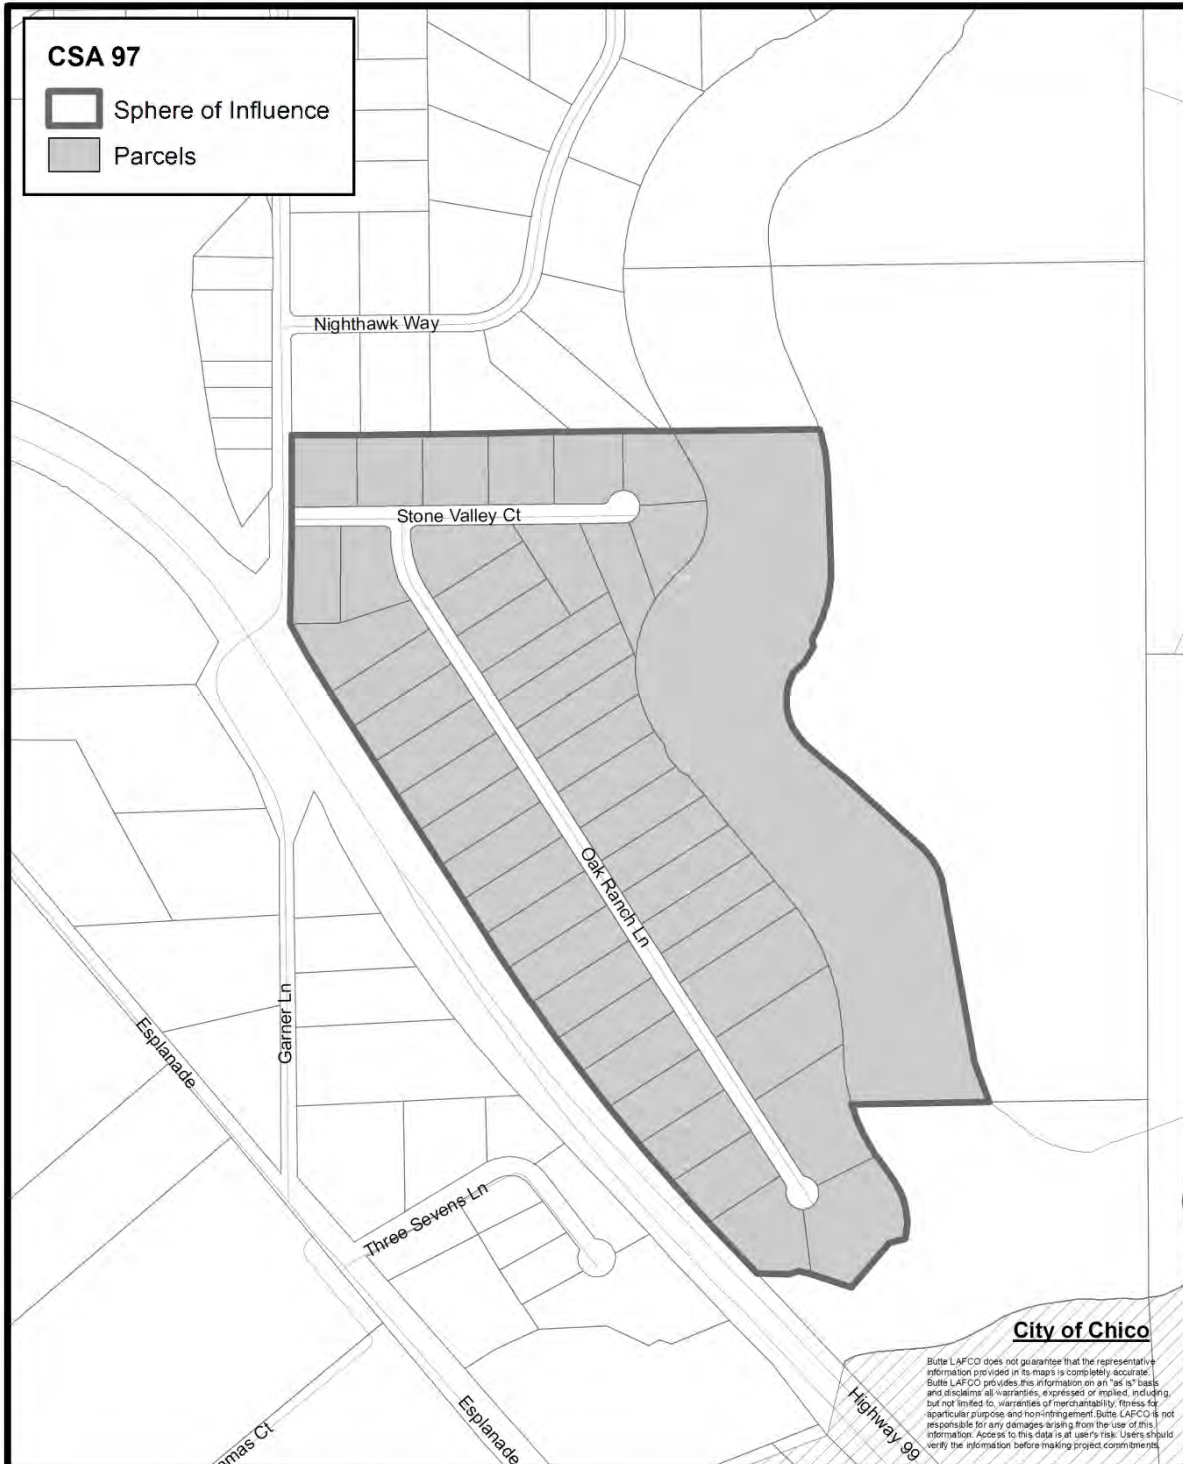 CSA 97
Sphere of Influence
Parcels
Nighthawk Way
Stone Valley Ct
Oak Ranch Ln
Garner Ln
Esplanade
Three Sevens Ln
Esplanade
mas Ct
Highway 99
City of Chico
Butte LAFCO does not guarantee that the representative
information provided in its maps is completely accurate.
Butte LAFCO provides this information on an "as is" basis
and disclaims all warranties, expressed or implied, including,
but not limited to, warranties of merchantability, fitness for
aparticular purpose and non-infringement. Butte LAFCO is not
responsible for any damages arising from the use of this
information. Access to this data is at user's risk. Users should
verify the information before making project commitments.